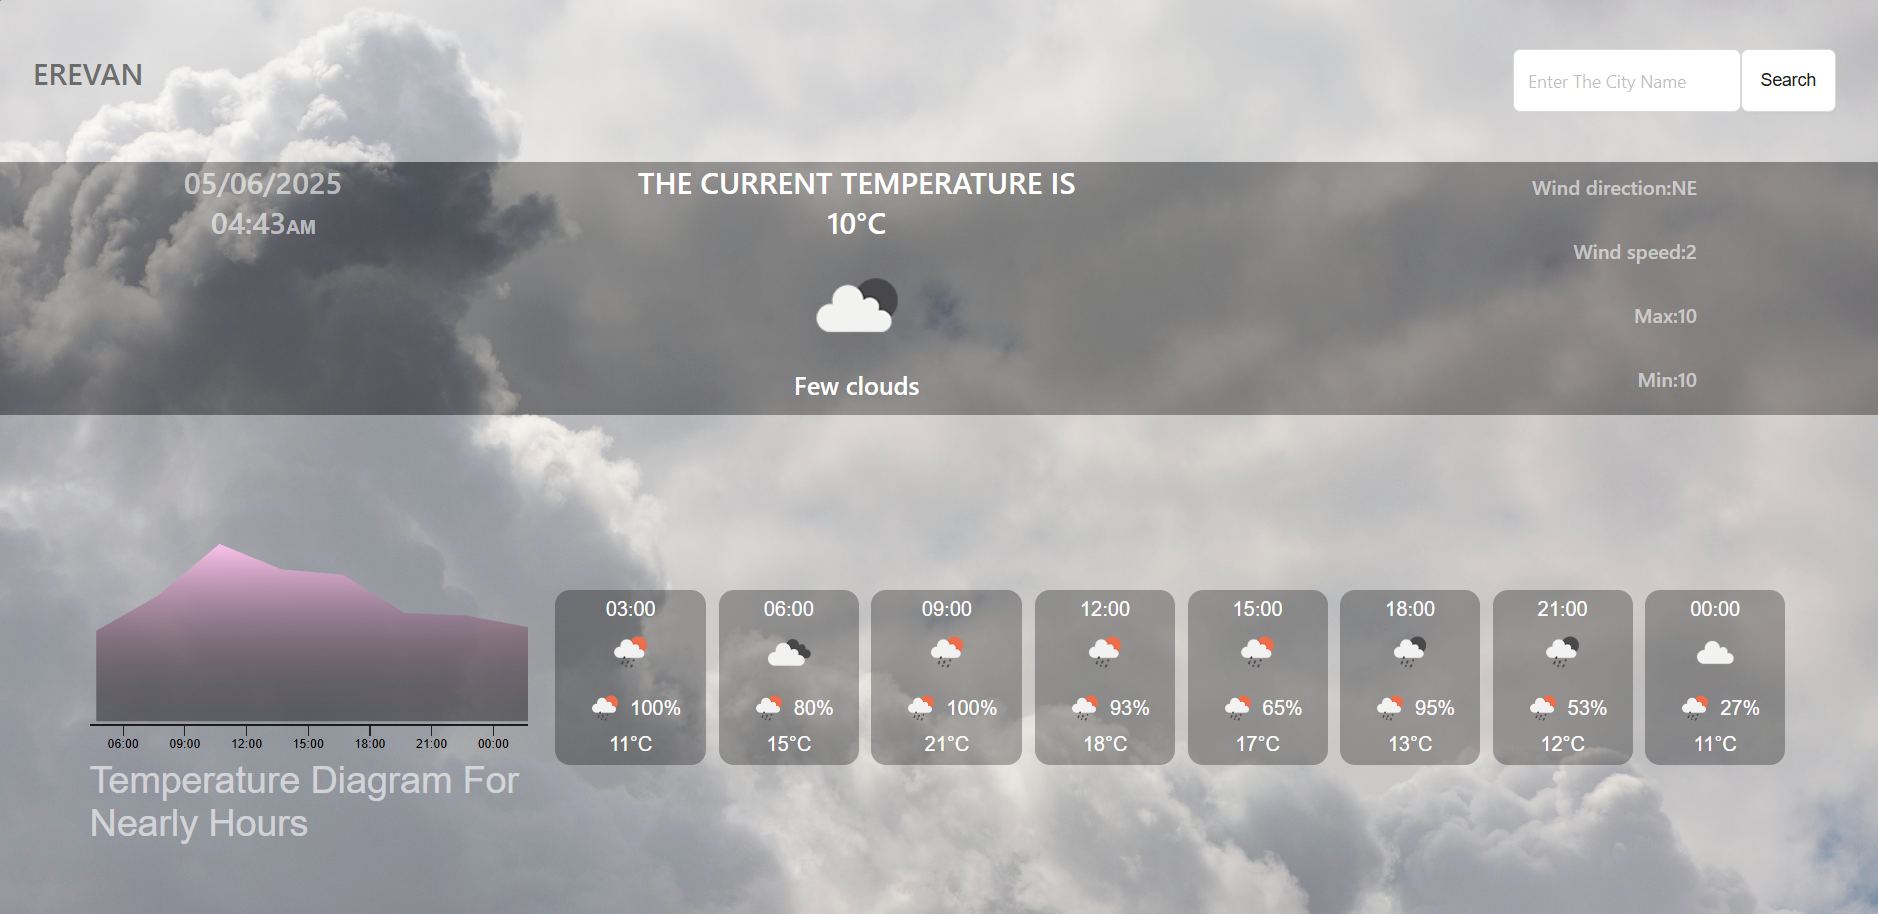 EREVAN
Enter The City Name
Search
05/06/2025
04:43AM
THE CURRENT TEMPERATURE IS
10°C
Few clouds
Wind direction:NE
Wind speed:2
Max:10
Min:10
06:00 09:00 12:00 15:00 18:00 21:00 00:00
Temperature Diagram For
Nearly Hours
03:00 06:00 09:00 12:00 15:00 18:00 21:00 00:00
100% 80% 100% 93% 65% 95% 53% 27%
11°C 15°C 21°C 18°C 17°C 13°C 12°C 11°C